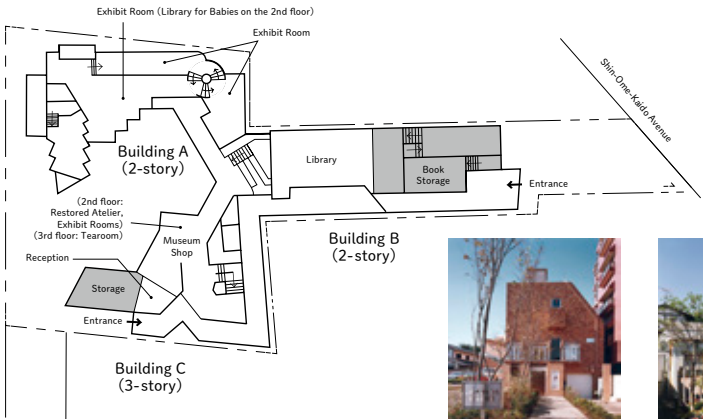 Exhibit Room (Library for Babies on the 2nd floor)
Exhibit Room
Shin-Ome-Kaido Avenue
Building A
(2-story)
Library
Book
Storage
Entrance
(2nd floor:
Restored Atelier,
Exhibit Rooms)
(3rd floor: Tearoom)
Museum
Shop
Building B
(2-story)
Reception
Storage
Entrance
Building C
(3-story)